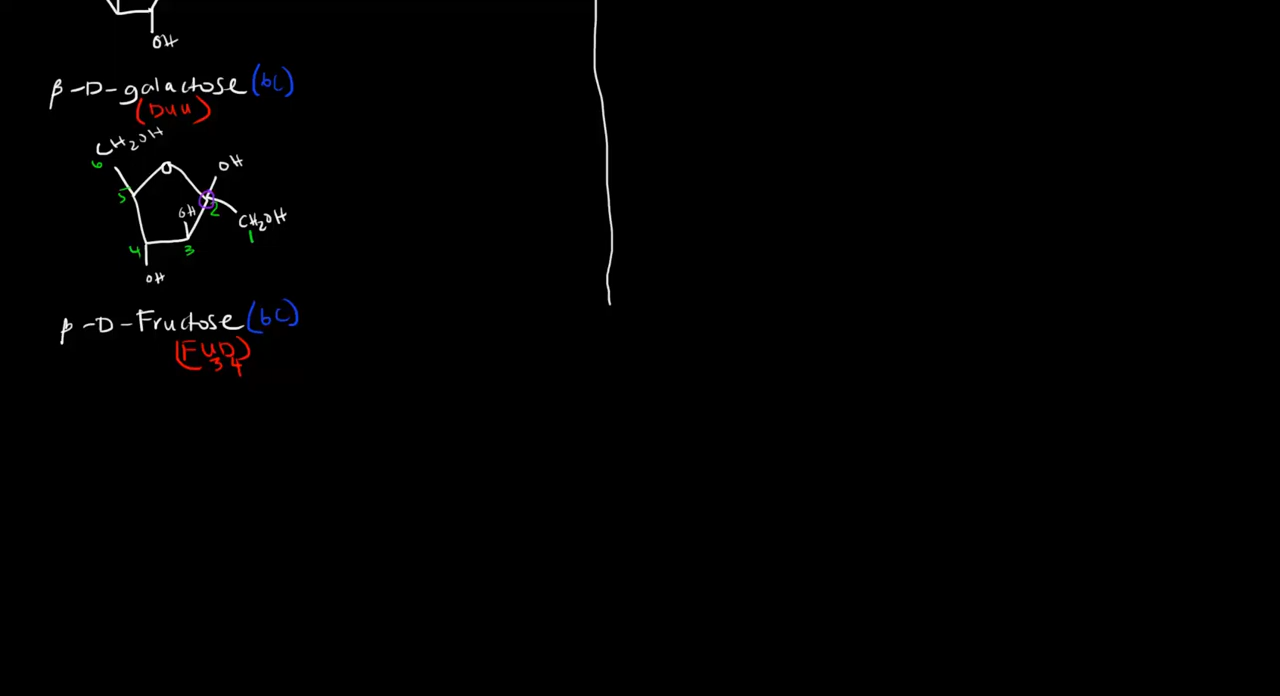 OH
β-D-galactose (bC)
(Duu)
CH2OH
6
OH
5
OH
2
CH2OH
1
4
3
OH
β-D-Fructose (bC)
(FUD)
3 4